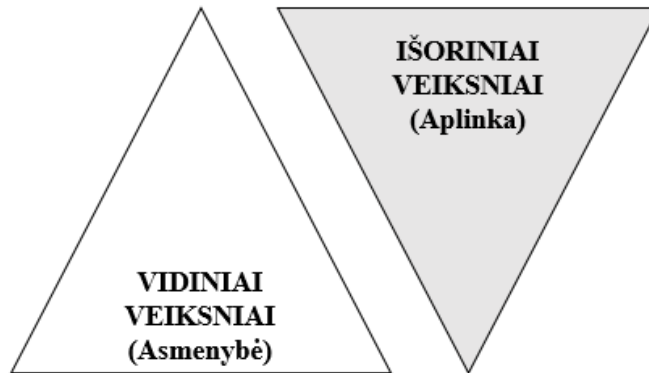 IŠORINIAI
VEIKSNIAI
(Aplinka)
VIDINIAI
VEIKSNIAI
(Asmenybė)